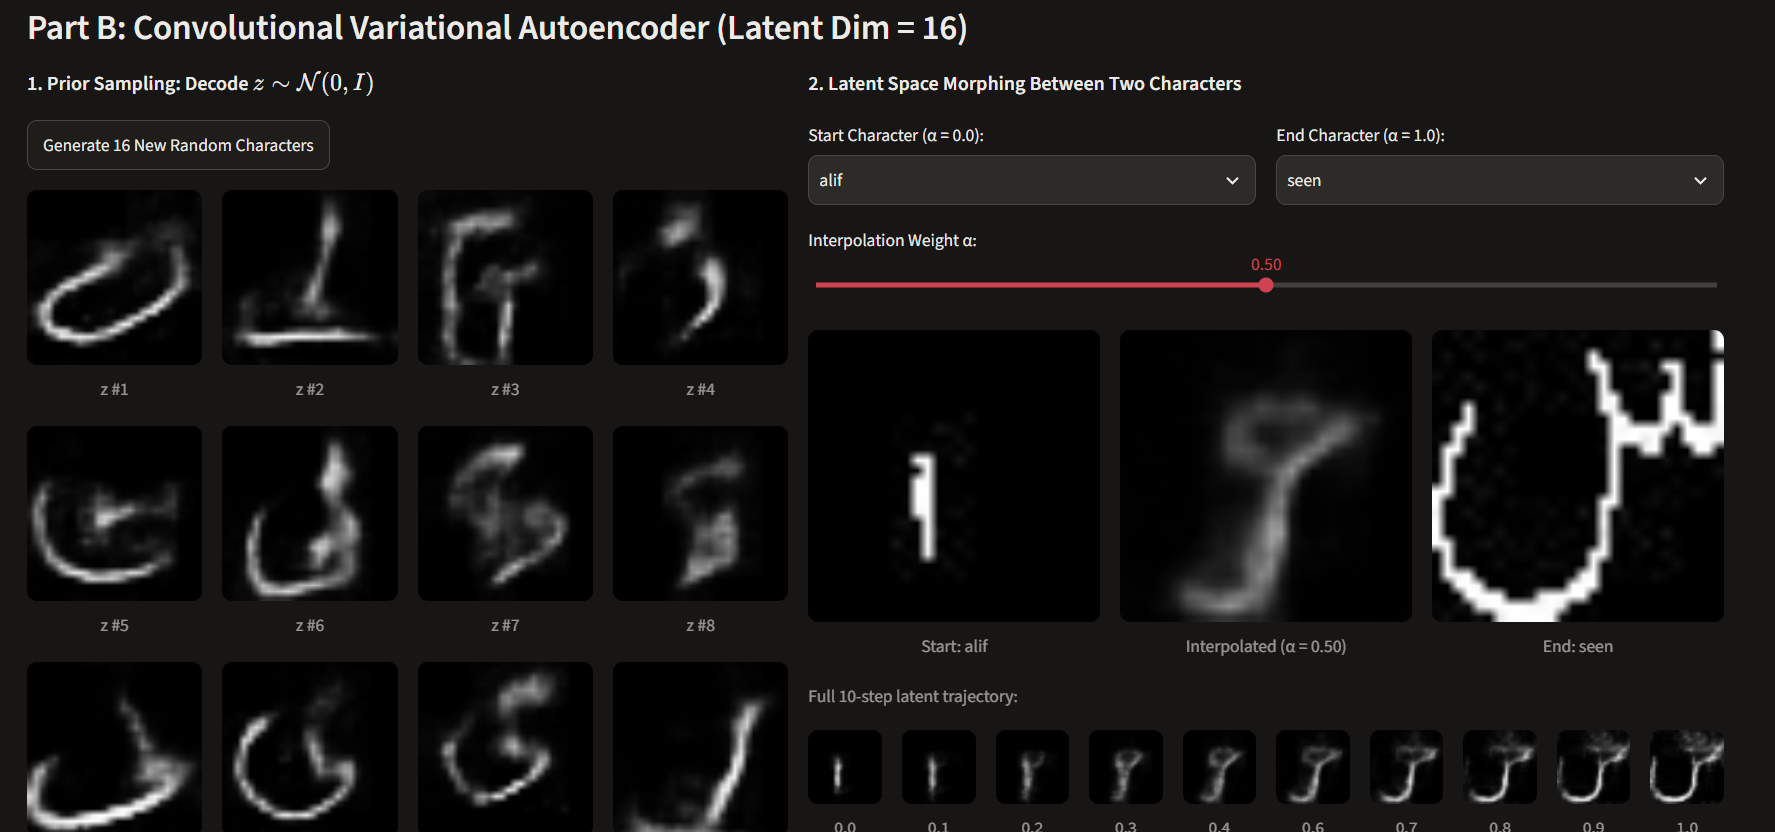 Part B: Convolutional Variational Autoencoder (Latent Dim = 16)
1. Prior Sampling: Decode z ∼ 𝒩(0, I)
Generate 16 New Random Characters
z #1 z #2 z #3 z #4
z #5 z #6 z #7 z #8
2. Latent Space Morphing Between Two Characters
Start Character (α = 0.0): End Character (α = 1.0):
alif seen
Interpolation Weight α:
0.50
Start: alif Interpolated (α = 0.50) End: seen
Full 10-step latent trajectory:
0.0 0.1 0.2 0.3 0.4 0.6 0.7 0.8 0.9 1.0